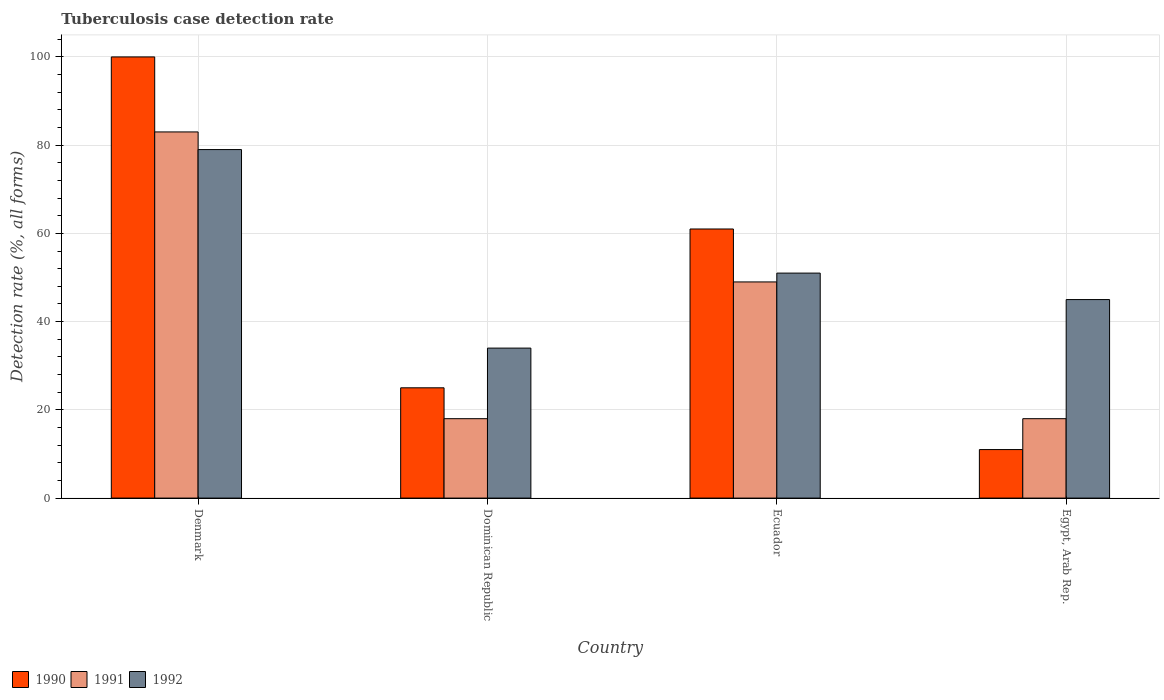 Tuberculosis case detection rate
Detection rate (%, all forms)
100
80
60
40
20
0
Denmark
Dominican Republic
Ecuador
Egypt, Arab Rep.
Country
1990
1991
1992